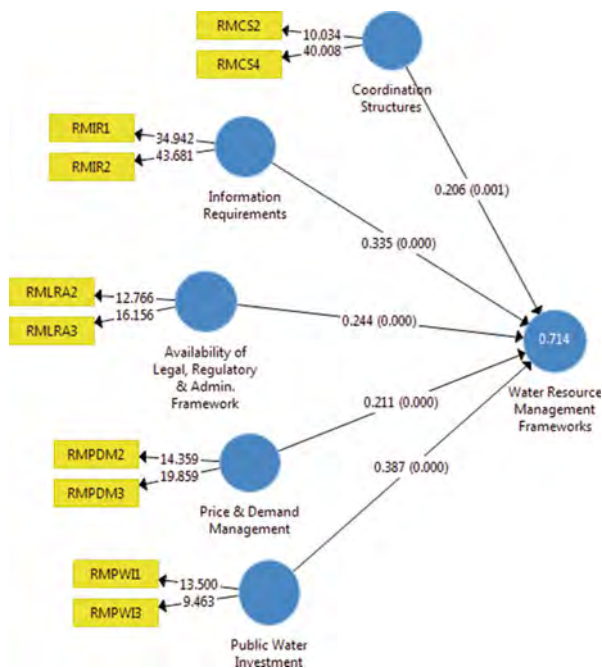 RMCS2
10.034
40.008
RMCS4
Coordination
Structures
RMIR1
34.942
43.681
RMIR2
Information
Requirements
0.206 (0.001)
0.335 (0.000)
RMLRA2
12.766
16.156
RMLRA3
0.244 (0.000)
0.714
Availability of
Legal, Regulatory
& Admin.
Framework
Water Resource
Management
Frameworks
0.211 (0.000)
RMPDM2
14.359
19.859
RMPDM3
Price & Demand
Management
0.387 (0.000)
RMPWI1
13.500
9.463
RMPWI3
Public Water
Investment